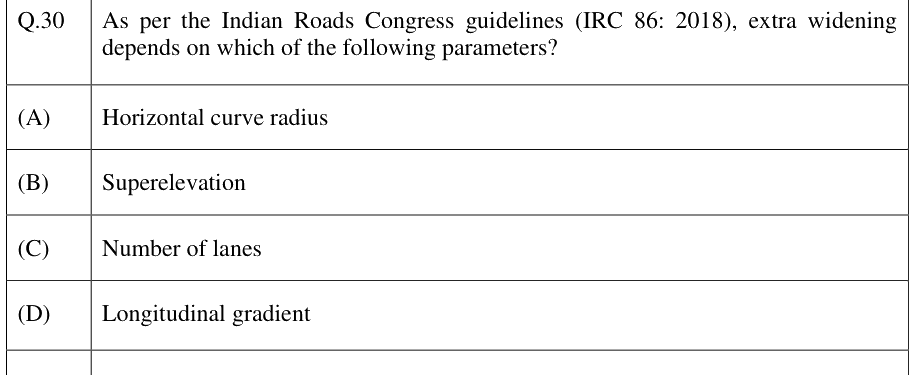 Q.30 As per the Indian Roads Congress guidelines (IRC 86: 2018), extra widening
depends on which of the following parameters?
(A) Horizontal curve radius
(B) Superelevation
(C) Number of lanes
(D) Longitudinal gradient